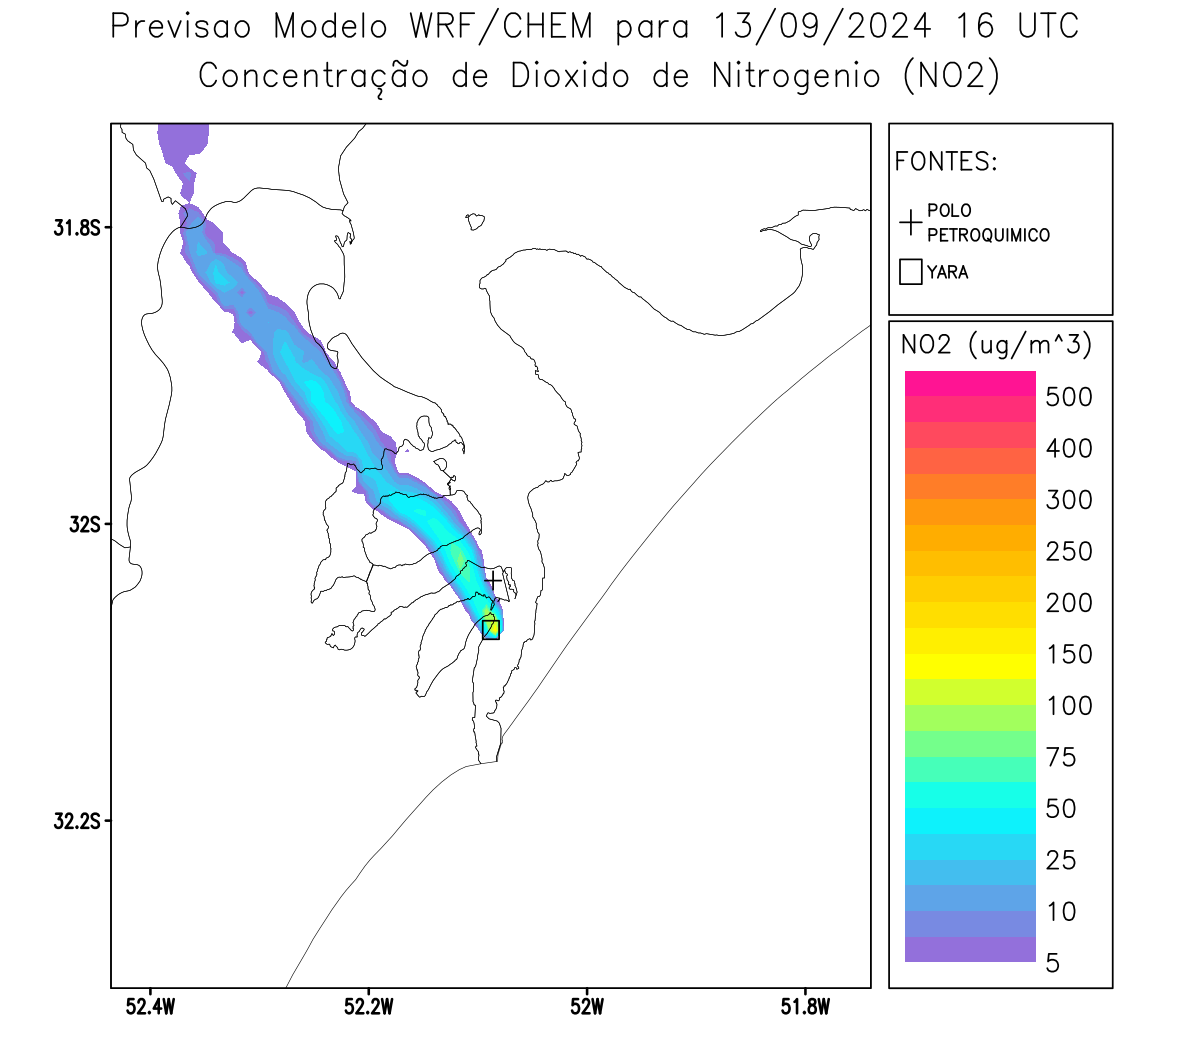 Previsao Modelo WRF/CHEM para 13/09/2024 16 UTC
Concentração de Dioxido de Nitrogenio (NO2)
FONTES:
POLO
PETROQUIMICO
YARA
NO2 (ug/m^3)
500
400
300
250
200
150
100
75
50
25
10
5
31.8S
32S
32.2S
52.4W
52.2W
52W
51.8W